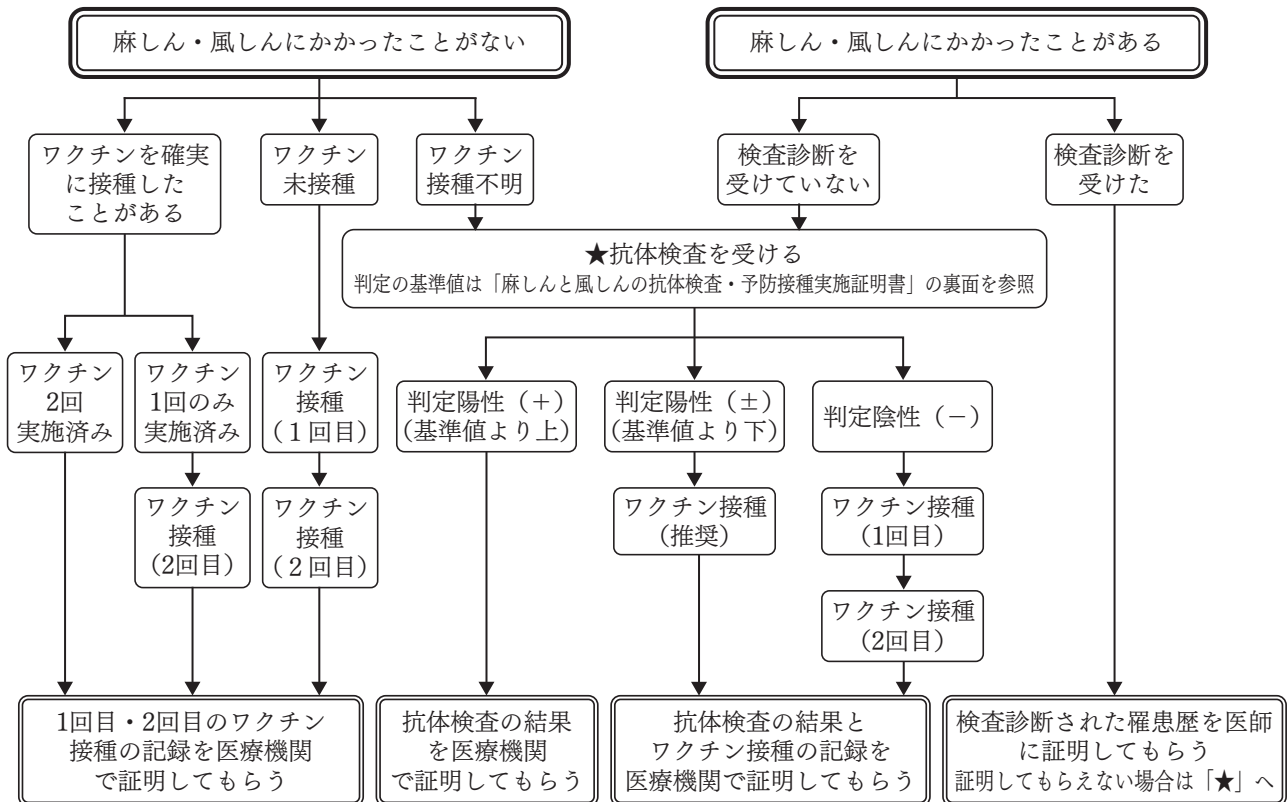 麻しん・風しんにかかったことがない
麻しん・風しんにかかったことがある
ワクチンを確実
に接種した
ことがある
ワクチン
未接種
ワクチン
接種不明
検査診断を
受けていない
検査診断を
受けた
★抗体検査を受ける
判定の基準値は「麻しんと風しんの抗体検査・予防接種実施証明書」の裏面を参照
ワクチン
2回
実施済み
ワクチン
1回のみ
実施済み
ワクチン
接種
(1回目)
判定陽性(+)
(基準値より上)
判定陽性(±)
(基準値より下)
判定陰性(-)
ワクチン
接種
(2回目)
ワクチン
接種
(2回目)
ワクチン接種
(推奨)
ワクチン接種
(1回目)
ワクチン接種
(2回目)
1回目・2回目のワクチン
接種の記録を医療機関
で証明してもらう
抗体検査の結果
を医療機関
で証明してもらう
抗体検査の結果と
ワクチン接種の記録を
医療機関で証明してもらう
検査診断された罹患歴を医師
に証明してもらう
証明してもらえない場合は「★」へ